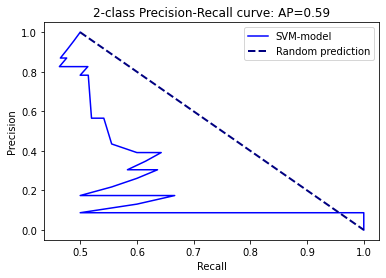 2-class Precision-Recall curve: AP=0.59
SVM-model
Random prediction
Precision
1.0
0.8
0.6
0.4
0.2
0.0
0.5 0.6 0.7 0.8 0.9 1.0
Recall